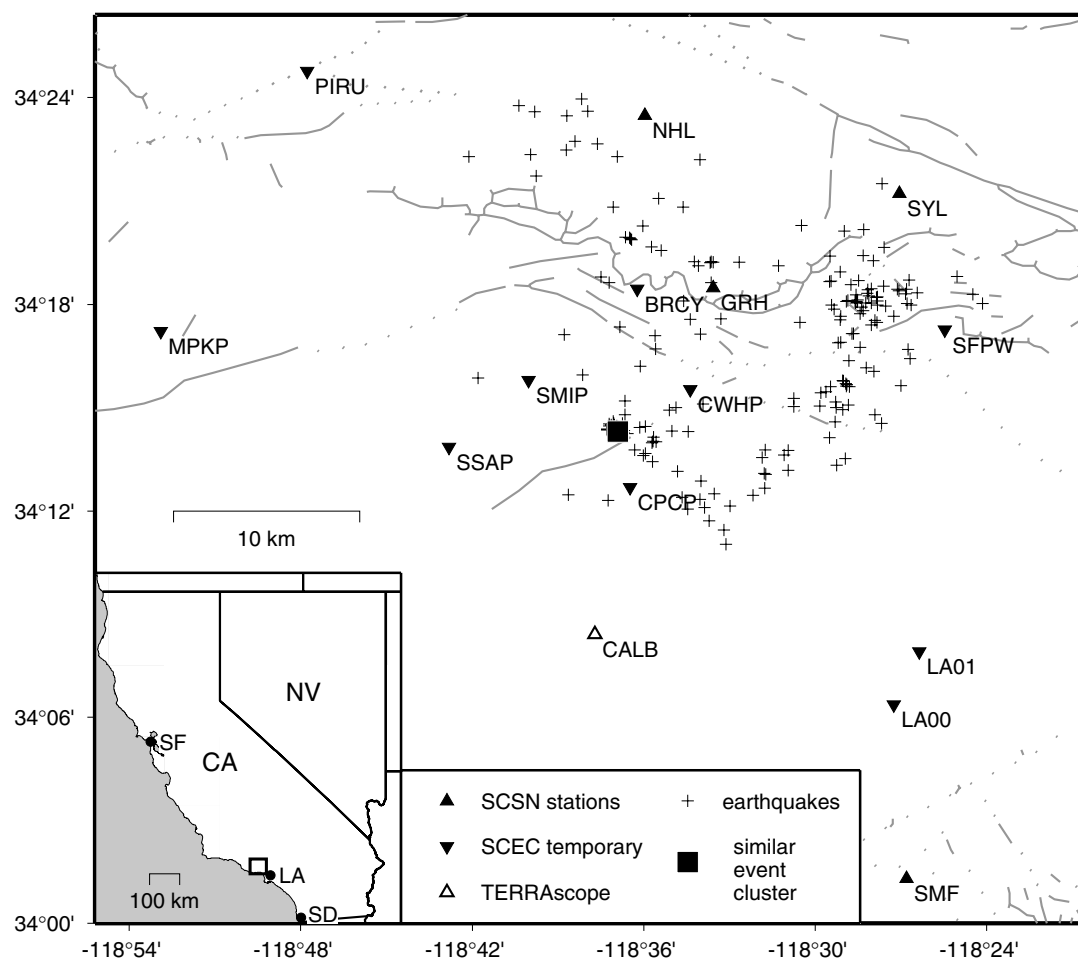 34°24'
PIRU
NHL
SYL
34°18'
BRCY
GRH
MPKP
SFPW
SMIP
CWHP
SSAP
CPCP
34°12'
10 km
CALB
LA01
LA00
34°06'
NV
SF
CA
LA
100 km
SD
SCSN stations
earthquakes
SCEC temporary
similar
event
cluster
TERRAscope
SMF
34°00'
-118°54'
-118°48'
-118°42'
-118°36'
-118°30'
-118°24'